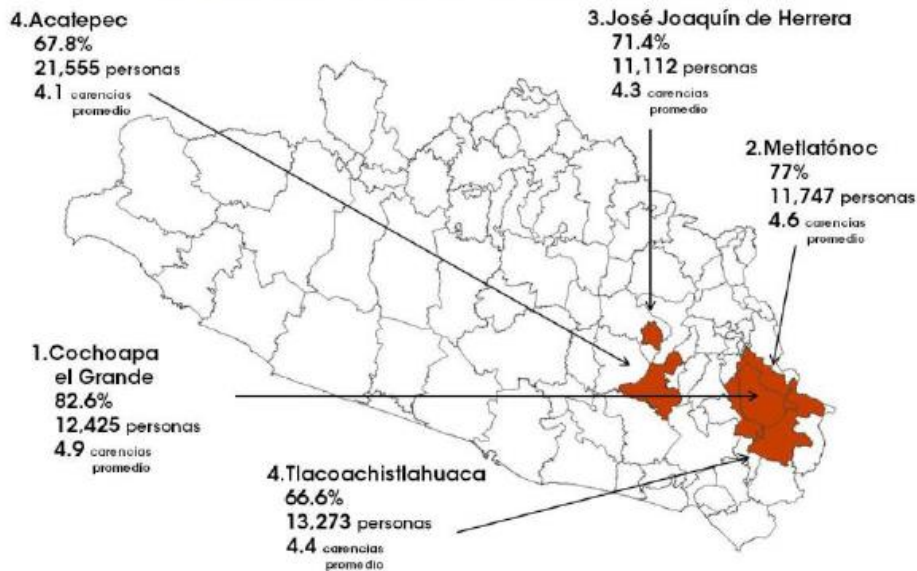 4.Acatepec
67.8%
21,555 personas
4.1 carencias
promedio
3.José Joaquín de Herrera
71.4%
11,112 personas
4.3 carencias
promedio
2.Metlatónoc
77%
11,747 personas
4.6 carencias
promedio
1.Cochoapa
el Grande
82.6%
12,425 personas
4.9 carencias
promedio
4.Tlacoachistlahuaca
66.6%
13,273 personas
4.4 carencias
promedio